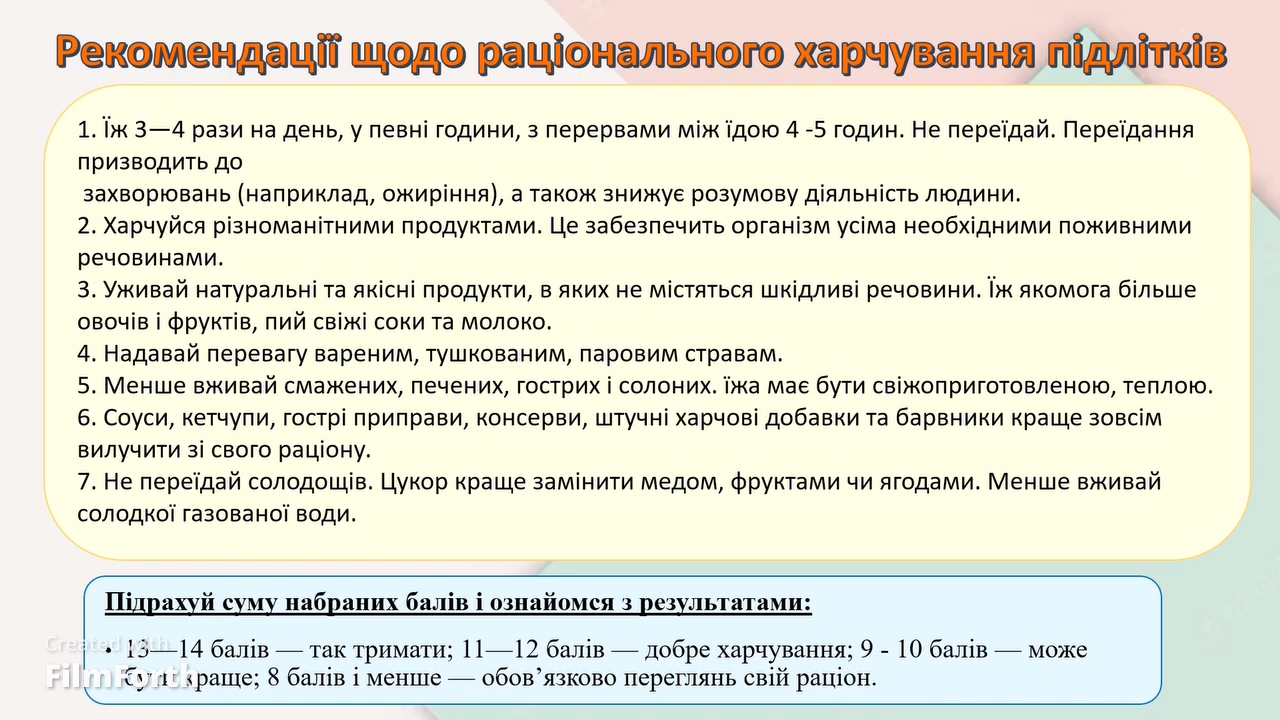 Рекомендації щодо раціонального харчування підлітків
1. Їж 3—4 рази на день, у певні години, з перервами між їдою 4 -5 годин. Не переїдай. Переїдання
призводить до
захворювань (наприклад, ожиріння), а також знижує розумову діяльність людини.
2. Харчуйся різноманітними продуктами. Це забезпечить організм усіма необхідними поживними
речовинами.
3. Уживай натуральні та якісні продукти, в яких не містяться шкідливі речовини. Їж якомога більше
овочів і фруктів, пий свіжі соки та молоко.
4. Надавай перевагу вареним, тушкованим, паровим стравам.
5. Менше вживай смажених, печених, гострих і солоних. їжа має бути свіжоприготовленою, теплою.
6. Соуси, кетчупи, гострі приправи, консерви, штучні харчові добавки та барвники краще зовсім
вилучити зі свого раціону.
7. Не переїдай солодощів. Цукор краще замінити медом, фруктами чи ягодами. Менше вживай
солодкої газованої води.
Підрахуй суму набраних балів і ознайомся з результатами:
• 13—14 балів — так тримати; 11—12 балів — добре харчування; 9 - 10 балів — може
бути краще; 8 балів і менше — обов’язково переглянь свій раціон.
Created with
FilmForth